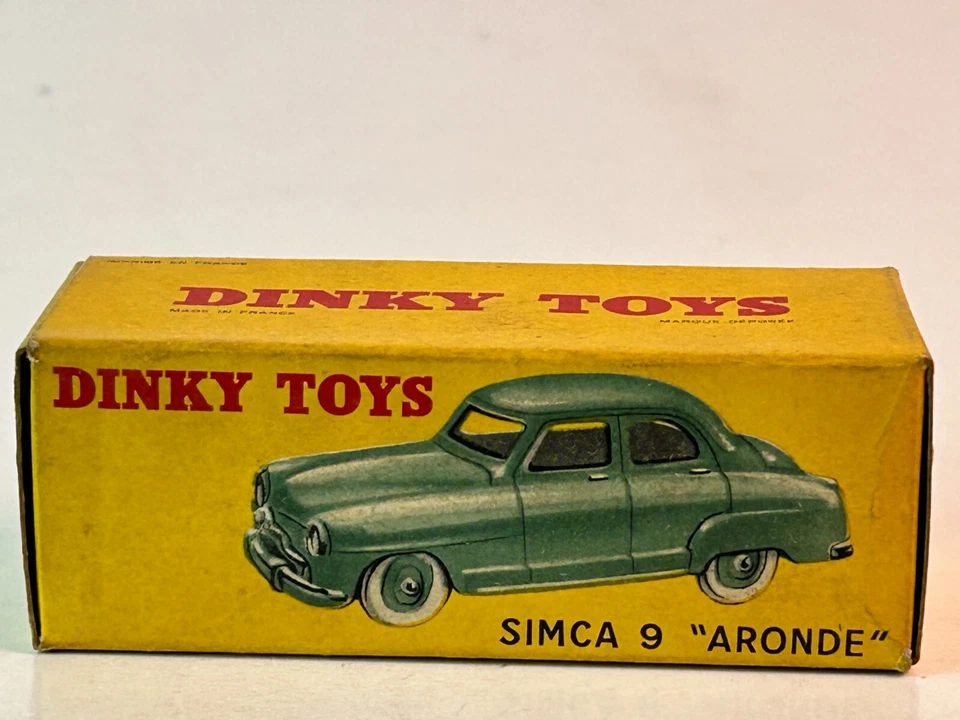 IMPRIMÉ EN FRANCE
DINKY TOYS
MADE IN FRANCE
MARQUE DÉPOSÉE
DINKY TOYS
SIMCA 9 "ARONDE"